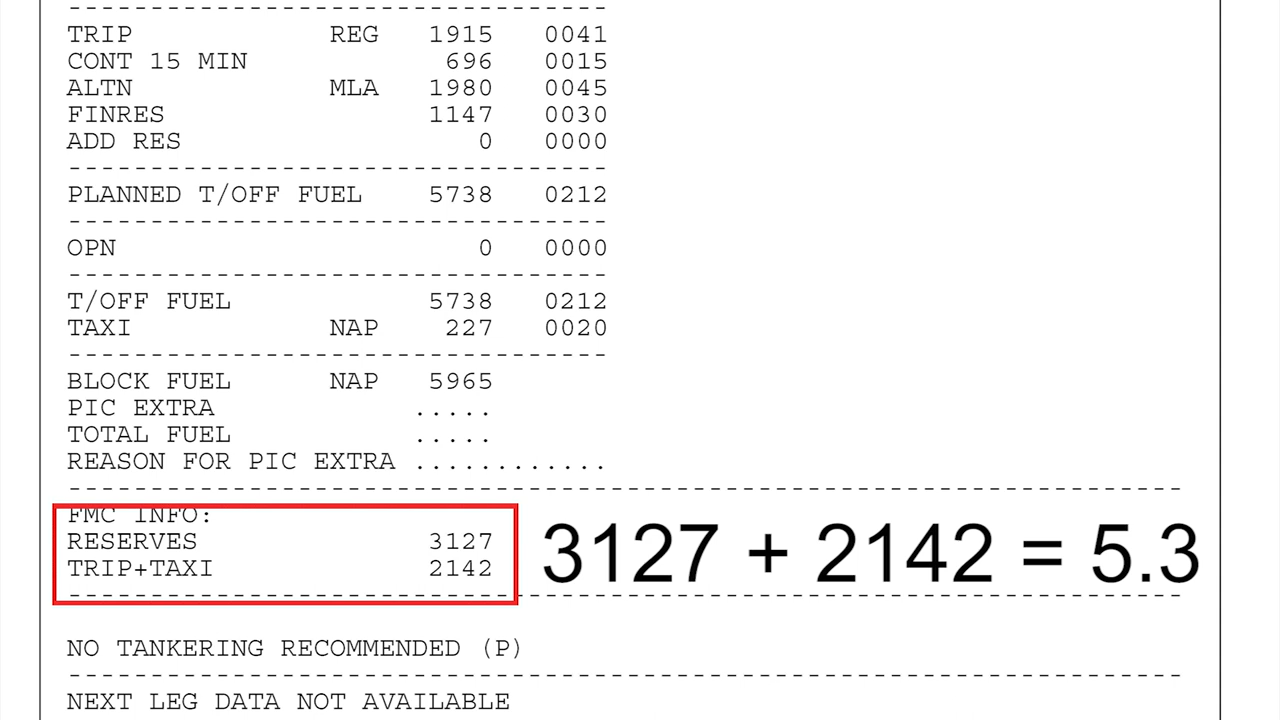 TRIP REG 1915 0041
CONT 15 MIN 696 0015
ALTN MLA 1980 0045
FINRES 1147 0030
ADD RES 0 0000
PLANNED T/OFF FUEL 5738 0212
OPN 0 0000
T/OFF FUEL 5738 0212
TAXI NAP 227 0020
BLOCK FUEL NAP 5965
PIC EXTRA .....
TOTAL FUEL .....
REASON FOR PIC EXTRA ............
FMC INFO:
RESERVES 3127
TRIP+TAXI 2142
3127 + 2142 = 5.3
NO TANKERING RECOMMENDED (P)
NEXT LEG DATA NOT AVAILABLE